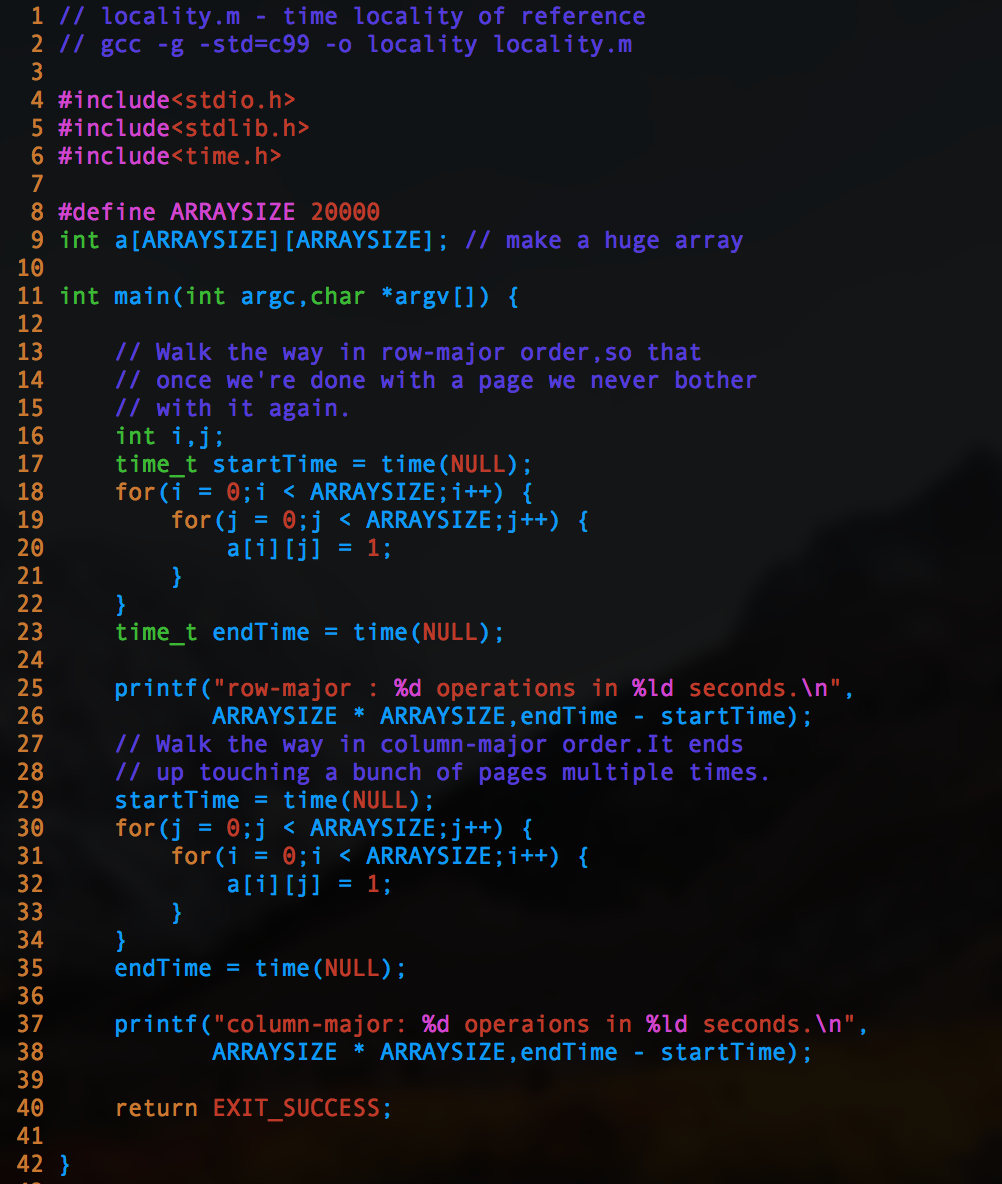 1 // locality.m - time locality of reference
2 // gcc -g -std=c99 -o locality locality.m
3
4 #include<stdio.h>
5 #include<stdlib.h>
6 #include<time.h>
7
8 #define ARRAYSIZE 20000
9 int a[ARRAYSIZE][ARRAYSIZE]; // make a huge array
10
11 int main(int argc,char *argv[]) {
12
13     // Walk the way in row-major order,so that
14     // once we're done with a page we never bother
15     // with it again.
16     int i,j;
17     time_t startTime = time(NULL);
18     for(i = 0;i < ARRAYSIZE;i++) {
19         for(j = 0;j < ARRAYSIZE;j++) {
20             a[i][j] = 1;
21         }
22     }
23     time_t endTime = time(NULL);
24
25     printf("row-major : %d operations in %ld seconds.\n",
26            ARRAYSIZE * ARRAYSIZE,endTime - startTime);
27     // Walk the way in column-major order.It ends
28     // up touching a bunch of pages multiple times.
29     startTime = time(NULL);
30     for(j = 0;j < ARRAYSIZE;j++) {
31         for(i = 0;i < ARRAYSIZE;i++) {
32             a[i][j] = 1;
33         }
34     }
35     endTime = time(NULL);
36
37     printf("column-major: %d operaions in %ld seconds.\n",
38            ARRAYSIZE * ARRAYSIZE,endTime - startTime);
39
40     return EXIT_SUCCESS;
41
42 }